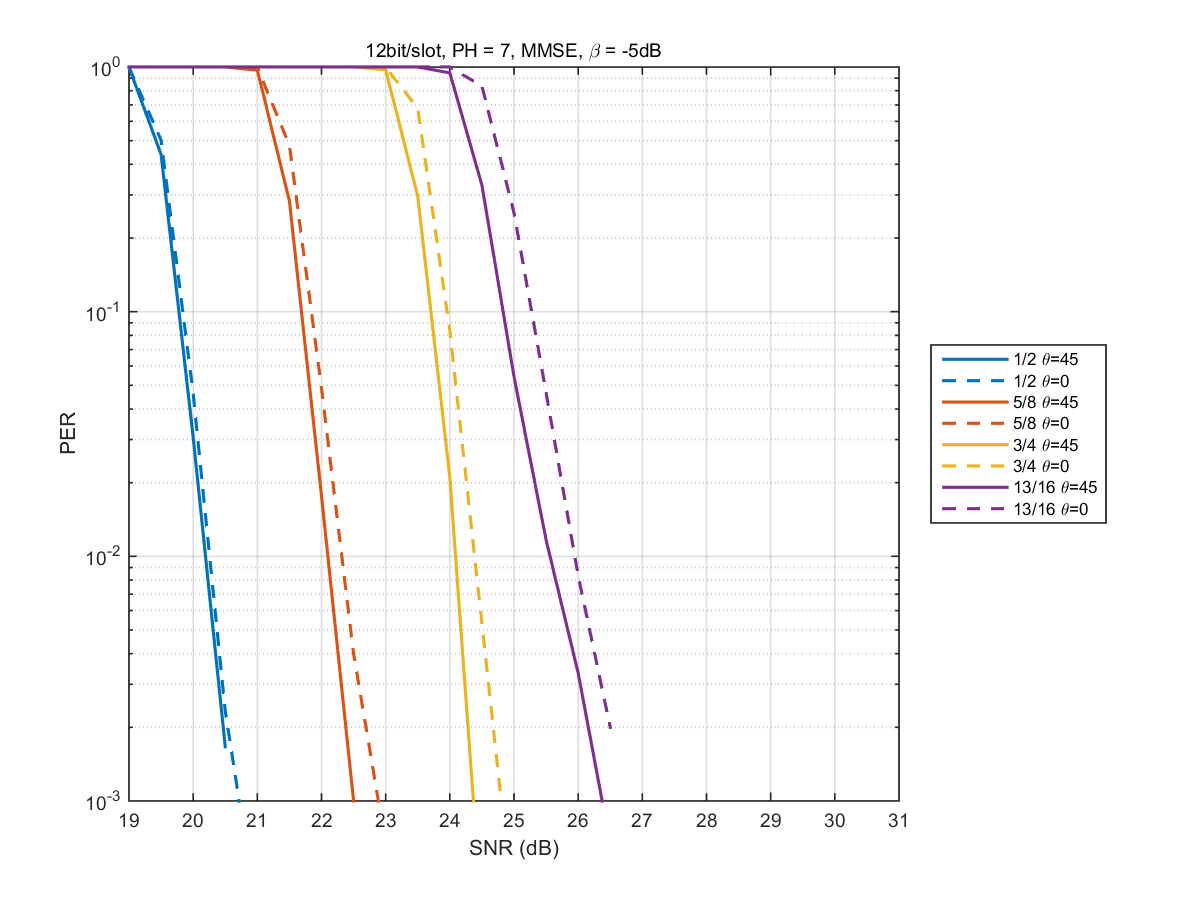 12bit/slot, PH = 7, MMSE, β = -5dB
10^0
10^-1
10^-2
10^-3
PER
19 20 21 22 23 24 25 26 27 28 29 30 31
SNR (dB)
1/2 θ=45
1/2 θ=0
5/8 θ=45
5/8 θ=0
3/4 θ=45
3/4 θ=0
13/16 θ=45
13/16 θ=0